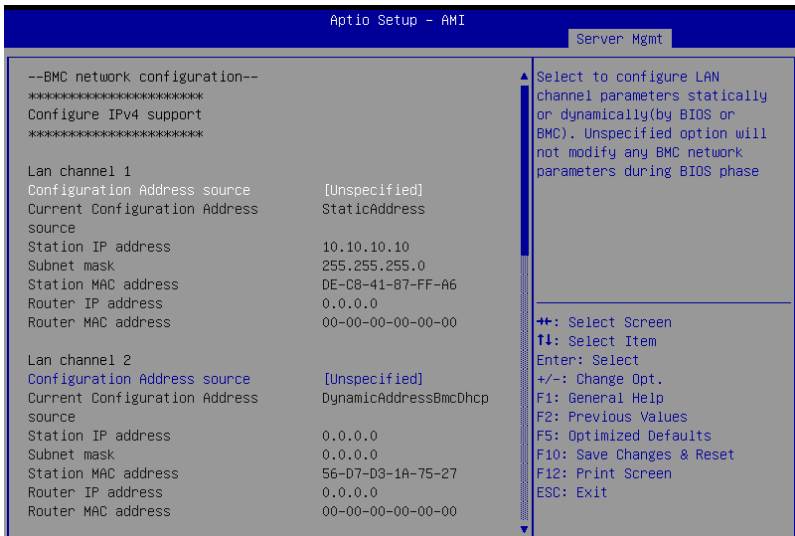 Aptio Setup – AMI
Server Mgmt
--BMC network configuration--
**********************
Configure IPv4 support
**********************
Lan channel 1
Configuration Address source [Unspecified]
Current Configuration Address StaticAddress
source
Station IP address 10.10.10.10
Subnet mask 255.255.255.0
Station MAC address DE-C8-41-87-FF-A6
Router IP address 0.0.0.0
Router MAC address 00-00-00-00-00-00
Lan channel 2
Configuration Address source [Unspecified]
Current Configuration Address DynamicAddressBmcDhcp
source
Station IP address 0.0.0.0
Subnet mask 0.0.0.0
Station MAC address 56-D7-D3-1A-75-27
Router IP address 0.0.0.0
Router MAC address 00-00-00-00-00-00
Select to configure LAN
channel parameters statically
or dynamically(by BIOS or
BMC). Unspecified option will
not modify any BMC network
parameters during BIOS phase
→←: Select Screen
↑↓: Select Item
Enter: Select
+/-: Change Opt.
F1: General Help
F2: Previous Values
F5: Optimized Defaults
F10: Save Changes & Reset
F12: Print Screen
ESC: Exit